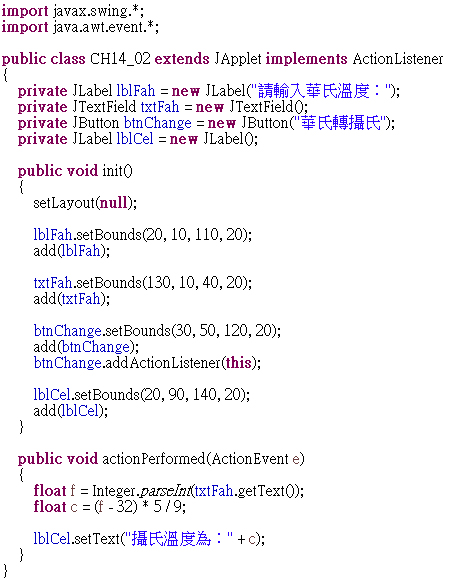 import javax.swing.*;
import java.awt.event.*;

public class CH14_02 extends JApplet implements ActionListener
{
    private JLabel lblFah = new JLabel("請輸入華氏溫度：");
    private JTextField txtFah = new JTextField();
    private JButton btnChange = new JButton("華氏轉攝氏");
    private JLabel lblCel = new JLabel();

    public void init()
    {
        setLayout(null);

        lblFah.setBounds(20, 10, 110, 20);
        add(lblFah);

        txtFah.setBounds(130, 10, 40, 20);
        add(txtFah);

        btnChange.setBounds(30, 50, 120, 20);
        add(btnChange);
        btnChange.addActionListener(this);

        lblCel.setBounds(20, 90, 140, 20);
        add(lblCel);
    }

    public void actionPerformed(ActionEvent e)
    {
        float f = Integer.parseInt(txtFah.getText());
        float c = (f - 32) * 5 / 9;

        lblCel.setText("攝氏溫度為：" + c);
    }
}